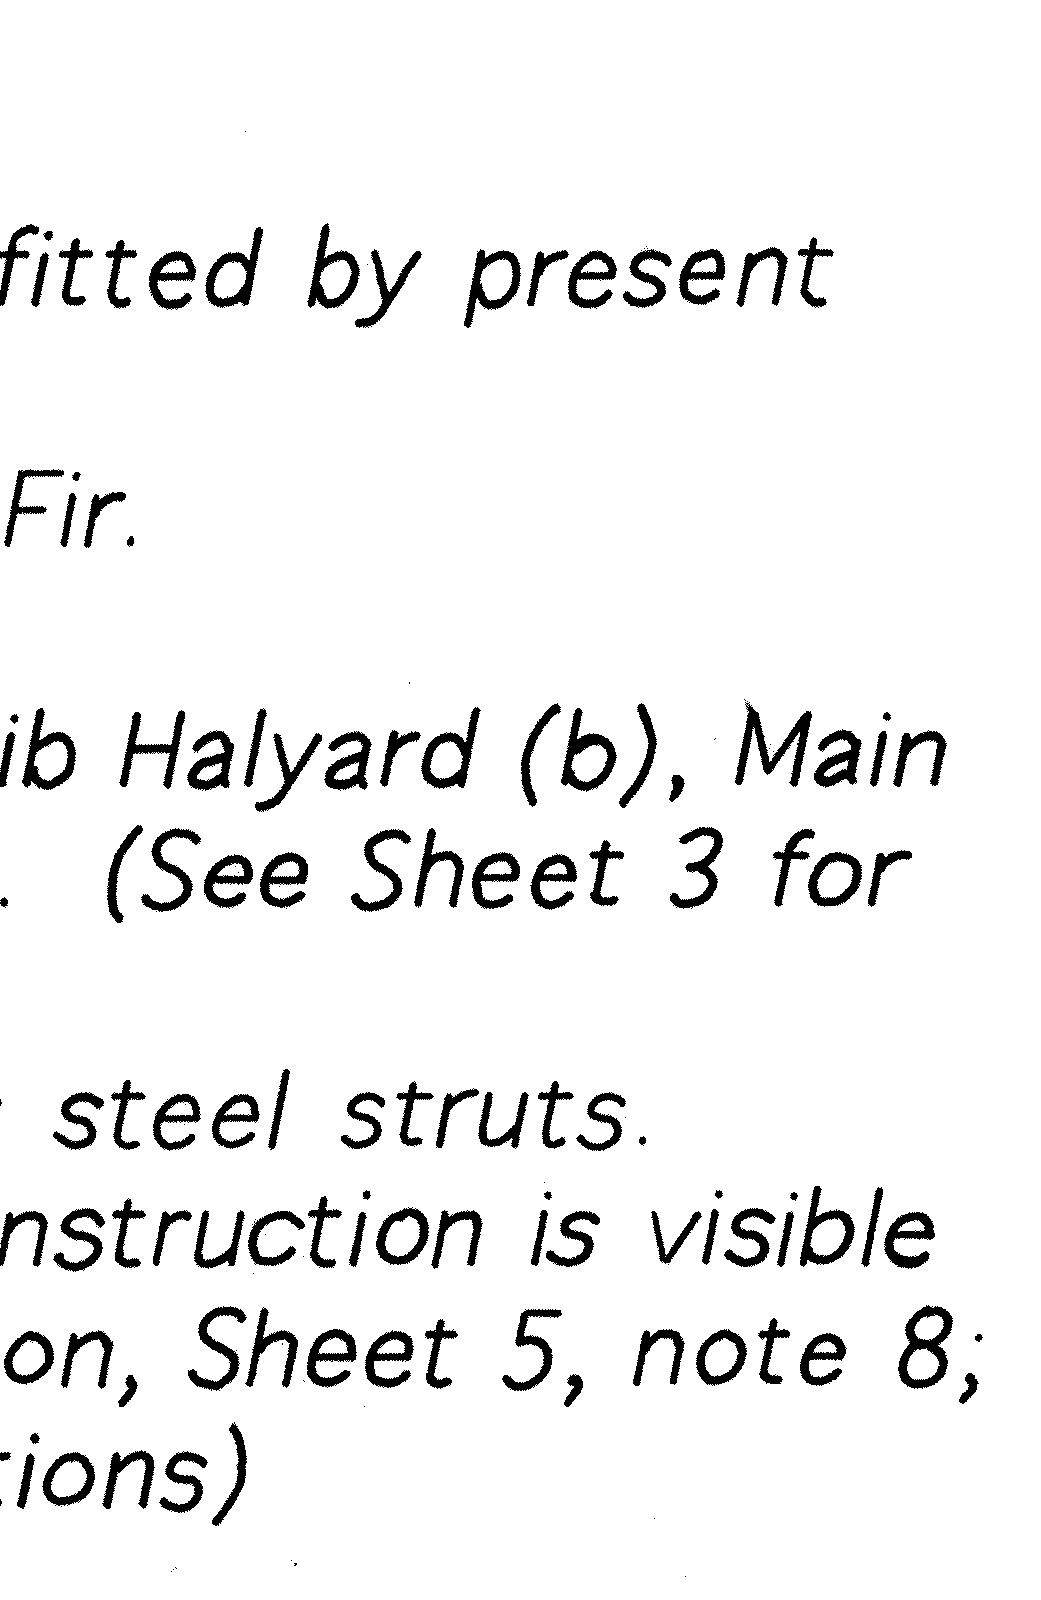 fitted by present
Fir.
ib Halyard (b), Main
. (See Sheet 3 for
steel struts.
nstruction is visible
on, Sheet 5, note 8;
tions)